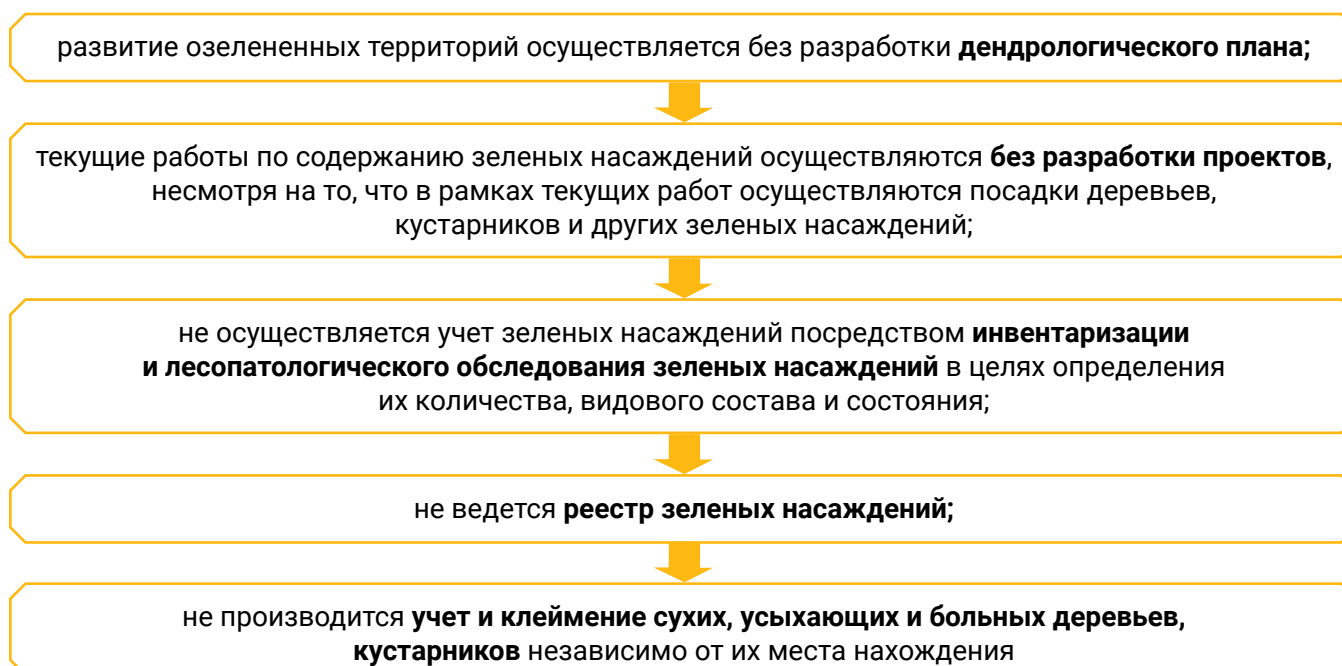 развитие озелененных территорий осуществляется без разработки дендрологического плана;
текущие работы по содержанию зеленых насаждений осуществляются без разработки проектов,
несмотря на то, что в рамках текущих работ осуществляются посадки деревьев,
кустарников и других зеленых насаждений;
не осуществляется учет зеленых насаждений посредством инвентаризации
и лесопатологического обследования зеленых насаждений в целях определения
их количества, видового состава и состояния;
не ведется реестр зеленых насаждений;
не производится учет и клеймение сухих, усыхающих и больных деревьев,
кустарников независимо от их места нахождения